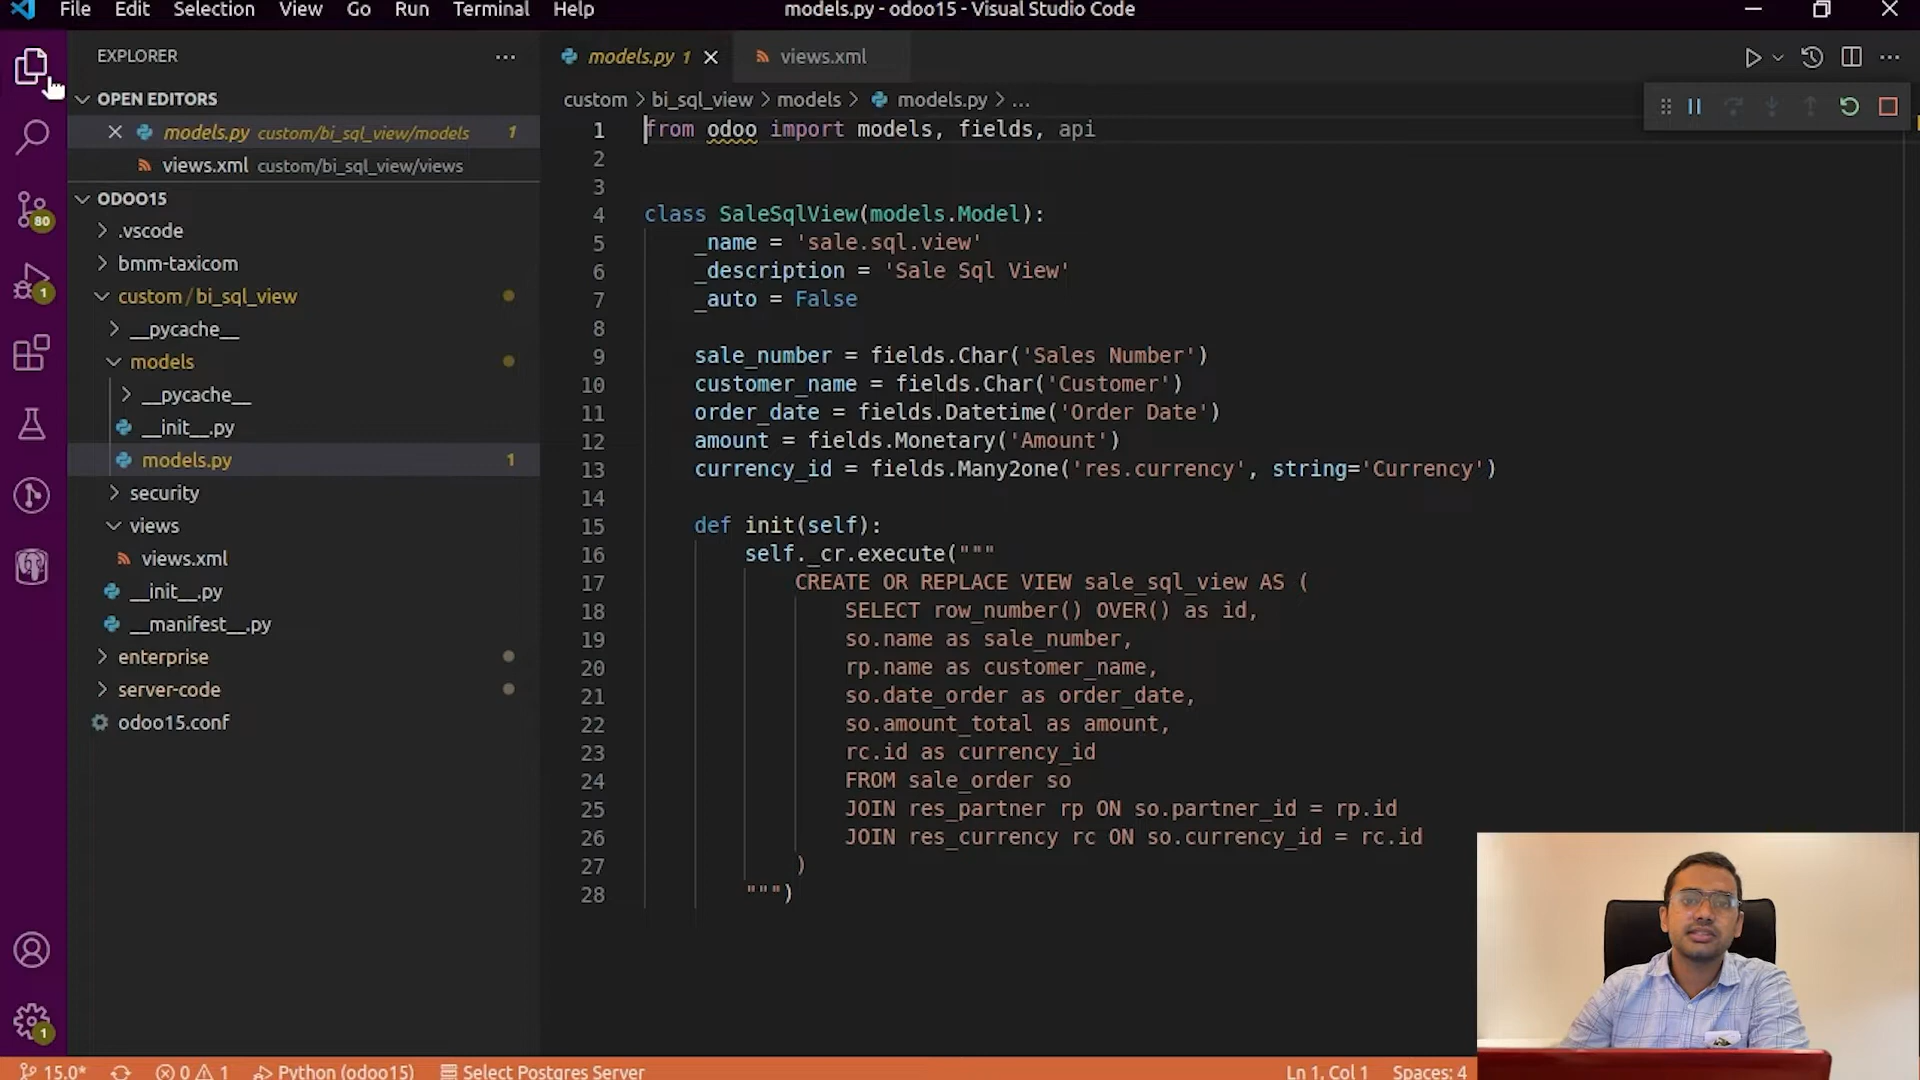 File Edit Selection View Go Run Terminal Help
models.py - odoo15 - Visual Studio Code
EXPLORER
OPEN EDITORS
models.py custom/bi_sql_view/models 1
views.xml custom/bi_sql_view/views
ODOO15
.vscode
bmm-taxicom
custom / bi_sql_view
__pycache__
models
__pycache__
__init__.py
models.py 1
security
views
views.xml
__init__.py
__manifest__.py
enterprise
server-code
odoo15.conf
80
1
1
models.py 1
views.xml
custom > bi_sql_view > models > models.py > ...
1 from odoo import models, fields, api
2
3
4 class SaleSqlView(models.Model):
5 _name = 'sale.sql.view'
6 _description = 'Sale Sql View'
7 _auto = False
8
9 sale_number = fields.Char('Sales Number')
10 customer_name = fields.Char('Customer')
11 order_date = fields.Datetime('Order Date')
12 amount = fields.Monetary('Amount')
13 currency_id = fields.Many2one('res.currency', string='Currency')
14
15 def init(self):
16 self._cr.execute("""
17 CREATE OR REPLACE VIEW sale_sql_view AS (
18 SELECT row_number() OVER() as id,
19 so.name as sale_number,
20 rp.name as customer_name,
21 so.date_order as order_date,
22 so.amount_total as amount,
23 rc.id as currency_id
24 FROM sale_order so
25 JOIN res_partner rp ON so.partner_id = rp.id
26 JOIN res_currency rc ON so.currency_id = rc.id
27 )
28 """)
15.0* 0 1 Python (odoo15) Select Postgres Server Ln 1, Col 1 Spaces: 4